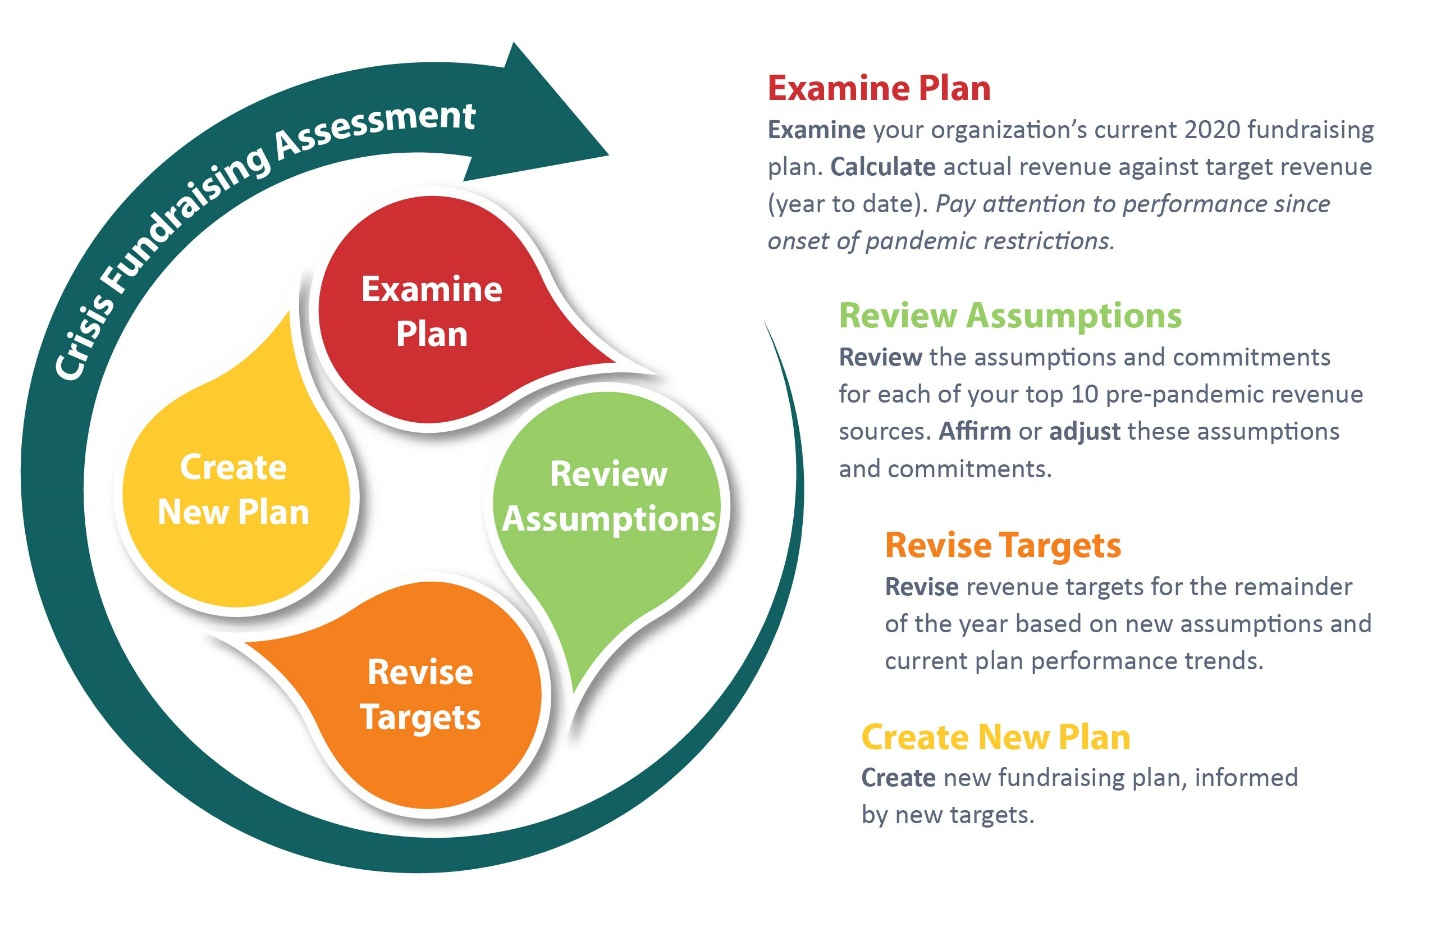 Crisis Fundraising Assessment
Examine
Plan
Create
New Plan
Review
Assumptions
Revise
Targets
Examine Plan
Examine your organization's current 2020 fundraising
plan. Calculate actual revenue against target revenue
(year to date). Pay attention to performance since
onset of pandemic restrictions.
Review Assumptions
Review the assumptions and commitments
for each of your top 10 pre-pandemic revenue
sources. Affirm or adjust these assumptions
and commitments.
Revise Targets
Revise revenue targets for the remainder
of the year based on new assumptions and
current plan performance trends.
Create New Plan
Create new fundraising plan, informed
by new targets.